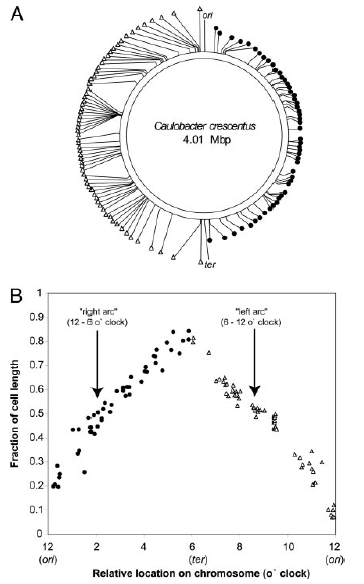 A
ori
Caulobacter crescentus
4.01 Mbp
ter
B
1
0.9
0.8
0.7
0.6
0.5
0.4
0.3
0.2
0.1
0
Fraction of cell length
"right arc"
(12 - 6 o` clock)
"left arc"
(6 - 12 o` clock)
12 2 4 6 8 10 12
(ori) (ter) (ori)
Relative location on chromosome (o` clock)